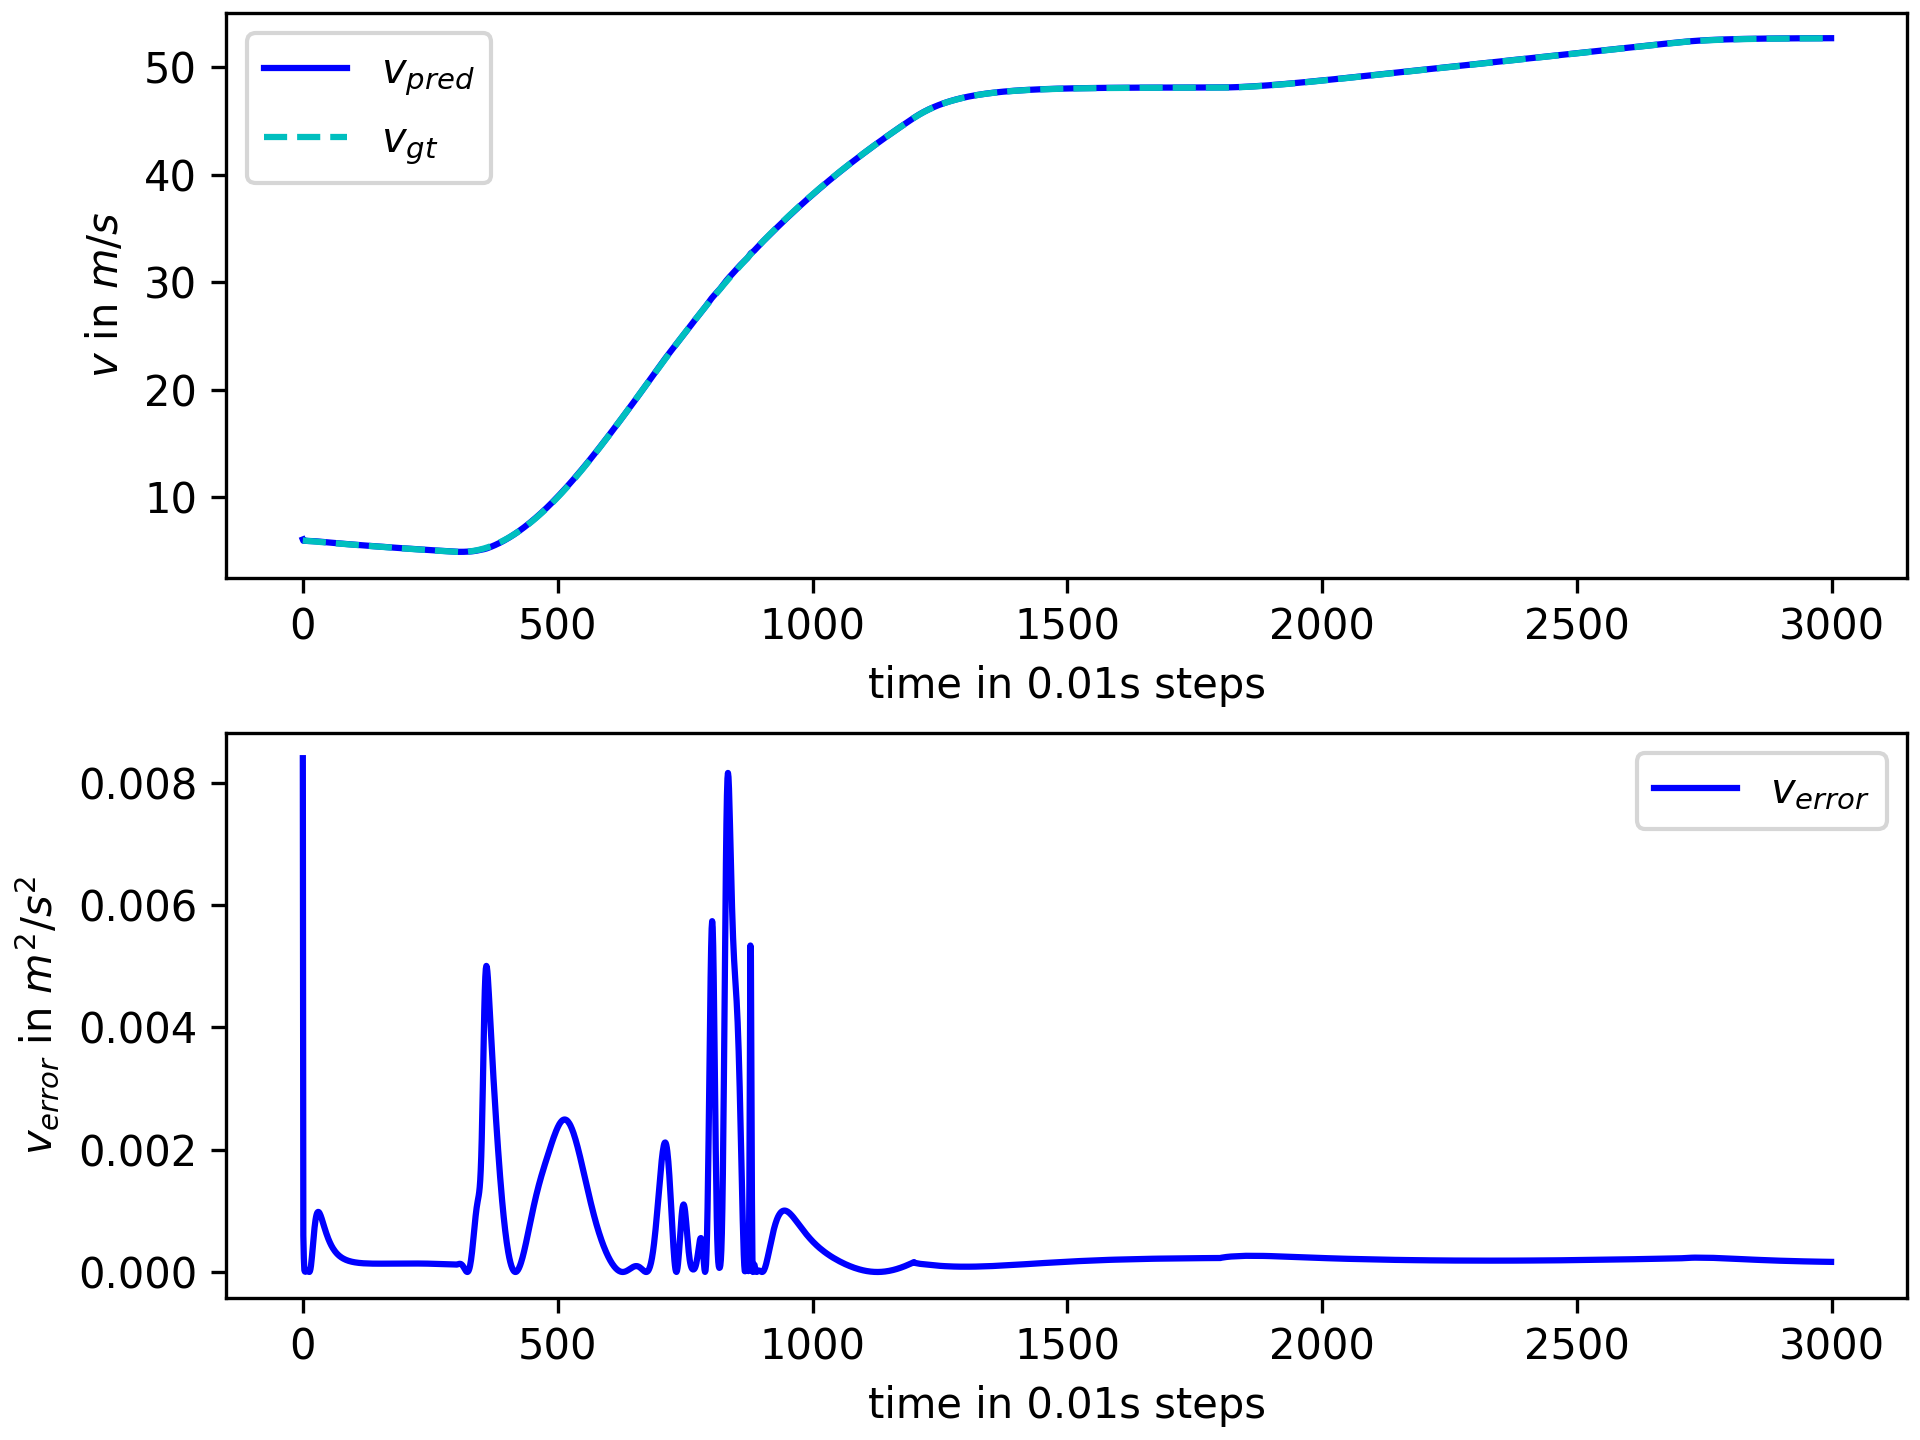 v_pred
v_gt
50
40
30
20
10
v in m/s
0 500 1000 1500 2000 2500 3000
time in 0.01s steps
v_error
0.008
0.006
0.004
0.002
0.000
v_error in m²/s²
0 500 1000 1500 2000 2500 3000
time in 0.01s steps